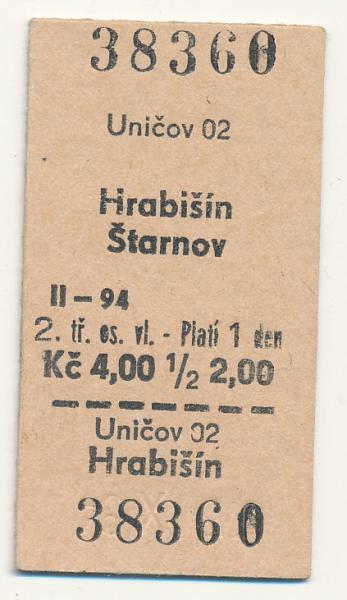 38360
Uničov 02
Hrabišín
Štarnov
II – 94
2. tř. os. vl. - Platí 1 den
Kč 4,00 ½ 2,00
Uničov 02
Hrabišín
38360